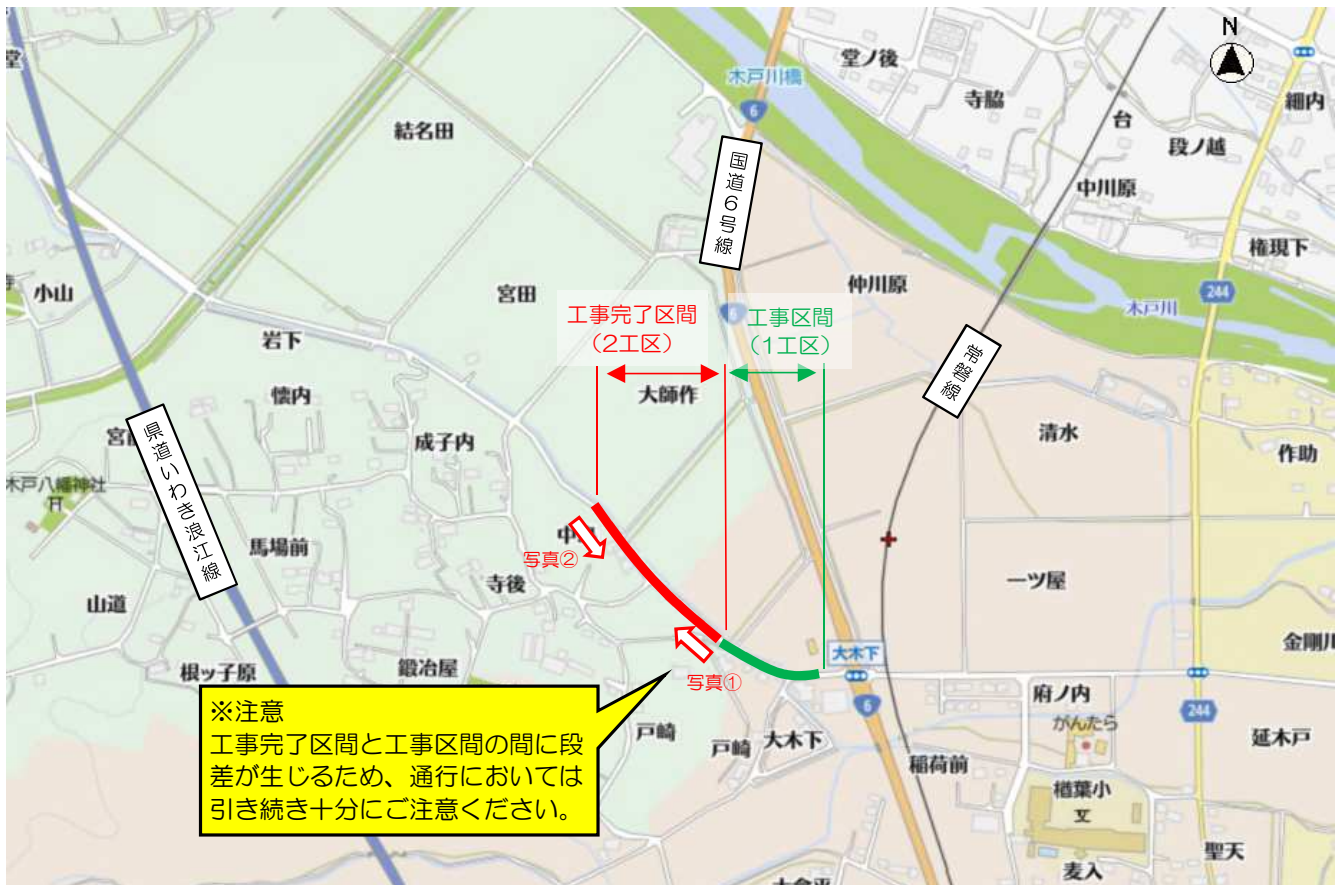 N
堂
堂ノ後
木戸川橋
6
寺脇
細内
台
結名田
段ノ越
国道6号線
中川原
権現下
小山
宮田
仲川原
244
木戸川
工事完了区間
(2工区)
6
工事区間
(1工区)
岩下
常磐線
懐内
大師作
県道いわき浪江線
成子内
清水
作助
木戸八幡神社
馬場前
写真②
寺後
一ツ屋
山道
金剛川
大木下
根ッ子原
鍛冶屋
写真①
府ノ内
6
244
※注意
工事完了区間と工事区間の間に段
差が生じるため、通行においては
引き続き十分にご注意ください。
戸崎
戸崎
大木下
がんたら
延木戸
稲荷前
楢葉小
文
聖天
麦入